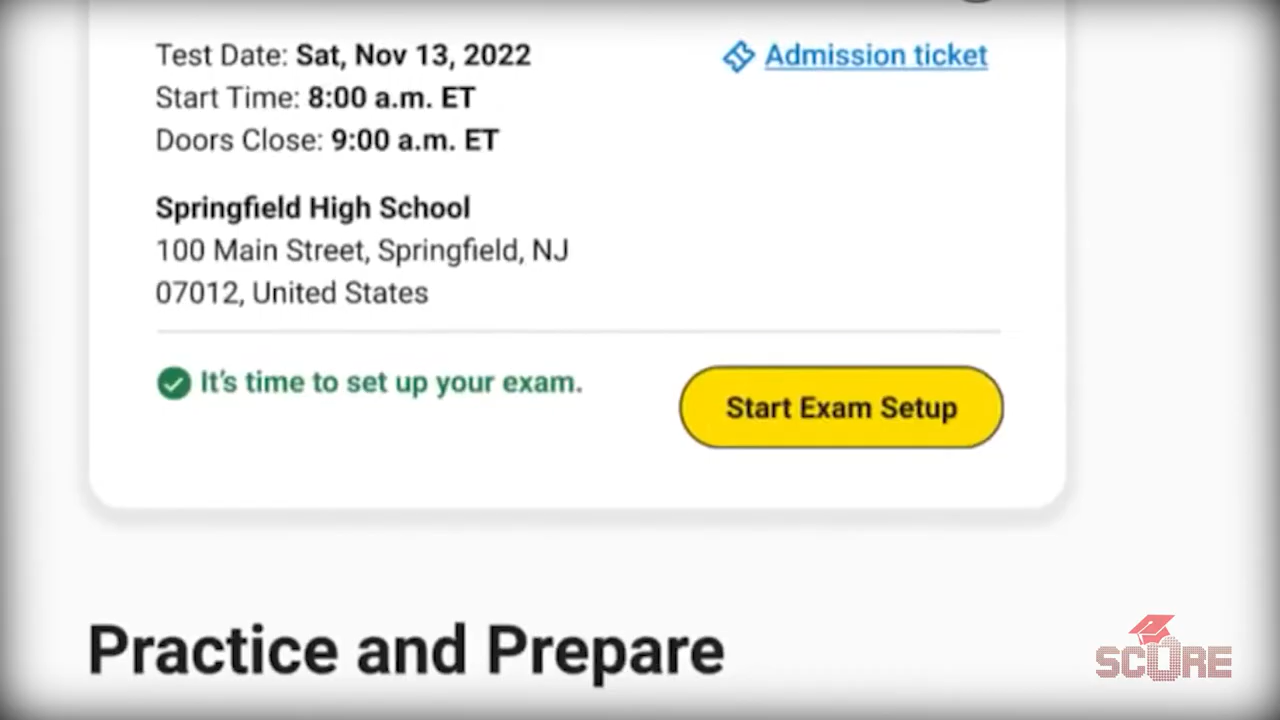 Test Date: Sat, Nov 13, 2022
Admission ticket
Start Time: 8:00 a.m. ET
Doors Close: 9:00 a.m. ET
Springfield High School
100 Main Street, Springfield, NJ
07012, United States
It's time to set up your exam.
Start Exam Setup
Practice and Prepare
SCORE